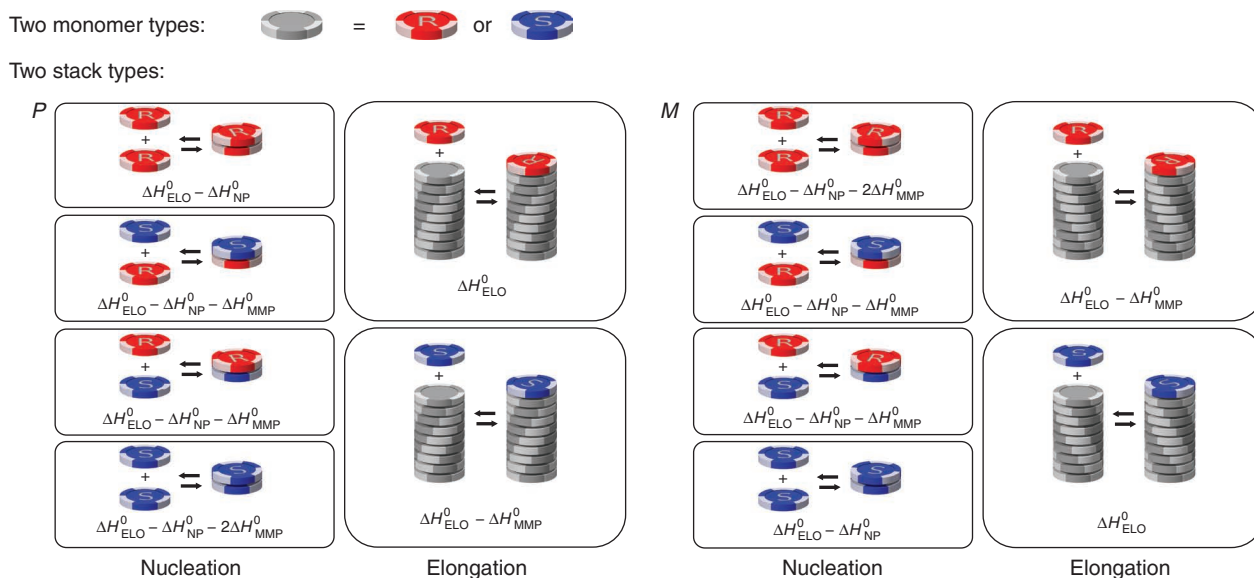 Two monomer types: R = R or S
Two stack types:
P
R
+
R
R
ΔH⁰ELO – ΔH⁰NP
S
+
R
S
ΔH⁰ELO – ΔH⁰NP – ΔH⁰MMP
R
+
S
R
ΔH⁰ELO – ΔH⁰NP – ΔH⁰MMP
S
+
S
S
ΔH⁰ELO – ΔH⁰NP – 2ΔH⁰MMP
Nucleation
R
+
R
ΔH⁰ELO
S
+
S
ΔH⁰ELO – ΔH⁰MMP
Elongation
M
R
+
R
R
ΔH⁰ELO – ΔH⁰NP – 2ΔH⁰MMP
S
+
R
S
ΔH⁰ELO – ΔH⁰NP – ΔH⁰MMP
R
+
S
R
ΔH⁰ELO – ΔH⁰NP – ΔH⁰MMP
S
+
S
S
ΔH⁰ELO – ΔH⁰NP
Nucleation
R
+
R
ΔH⁰ELO – ΔH⁰MMP
S
+
S
ΔH⁰ELO
Elongation